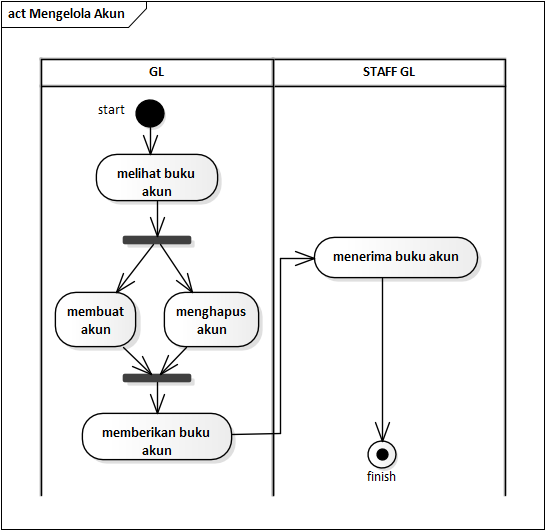 act Mengelola Akun
GL
STAFF GL
start
melihat buku
akun
menerima buku akun
membuat
akun
menghapus
akun
memberikan buku
akun
finish